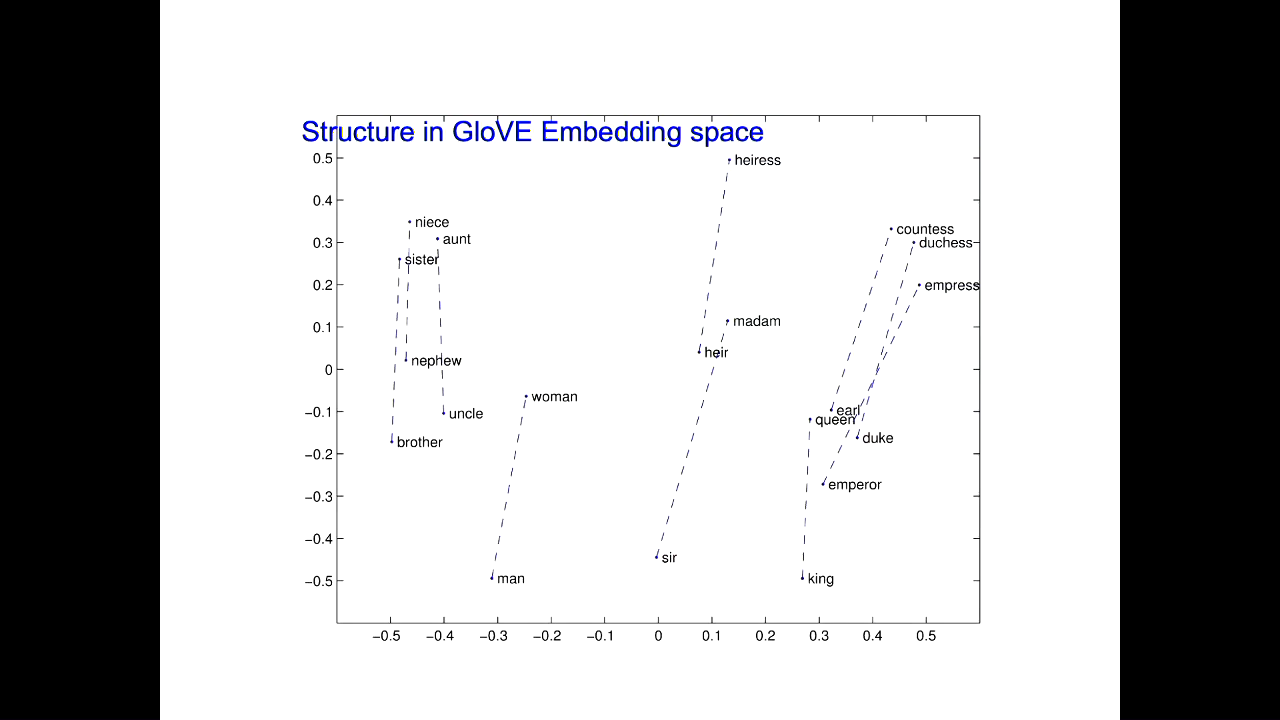 Structure in GloVE Embedding space
0.5
0.4
0.3
0.2
0.1
0
−0.1
−0.2
−0.3
−0.4
−0.5
heiress
niece
countess
aunt
duchess
sister
empress
madam
heir
nephew
woman
earl
uncle
queen
brother
duke
emperor
sir
man
king
−0.5 −0.4 −0.3 −0.2 −0.1 0 0.1 0.2 0.3 0.4 0.5